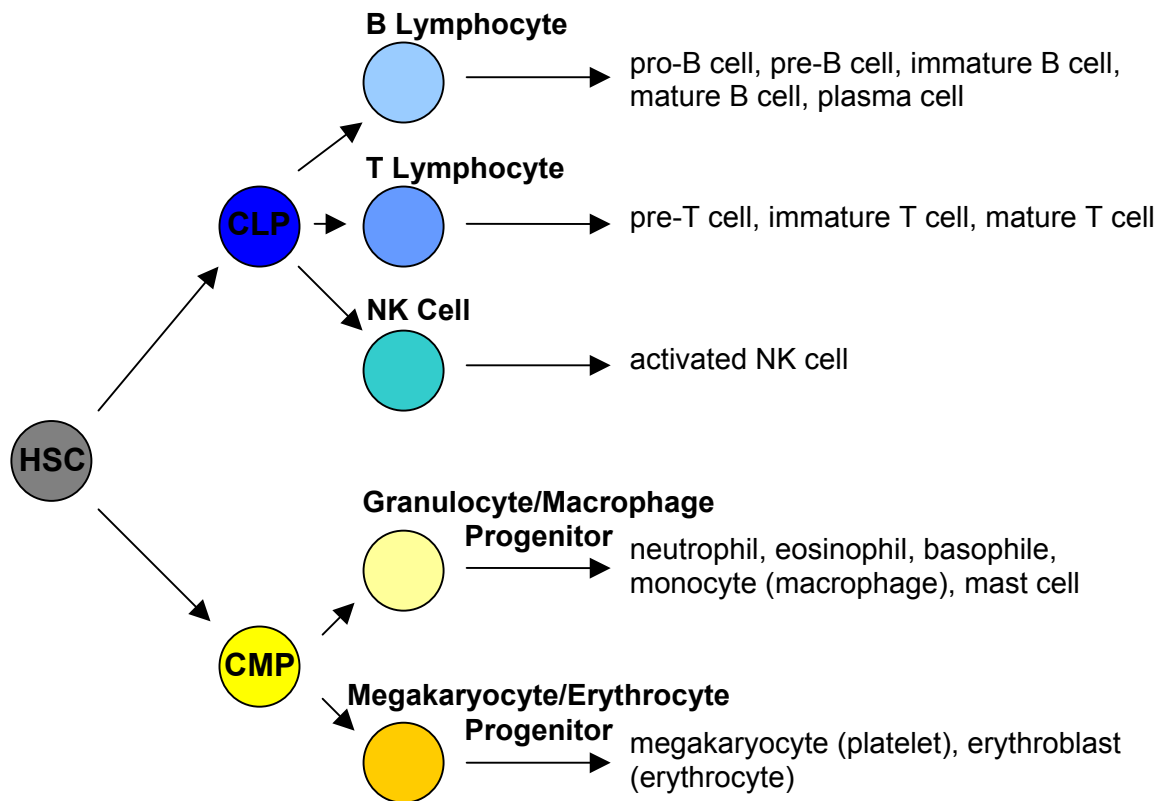 B Lymphocyte
pro-B cell, pre-B cell, immature B cell,
mature B cell, plasma cell
T Lymphocyte
CLP
pre-T cell, immature T cell, mature T cell
NK Cell
activated NK cell
HSC
Granulocyte/Macrophage
Progenitor
neutrophil, eosinophil, basophile,
monocyte (macrophage), mast cell
CMP
Megakaryocyte/Erythrocyte
Progenitor
megakaryocyte (platelet), erythroblast
(erythrocyte)